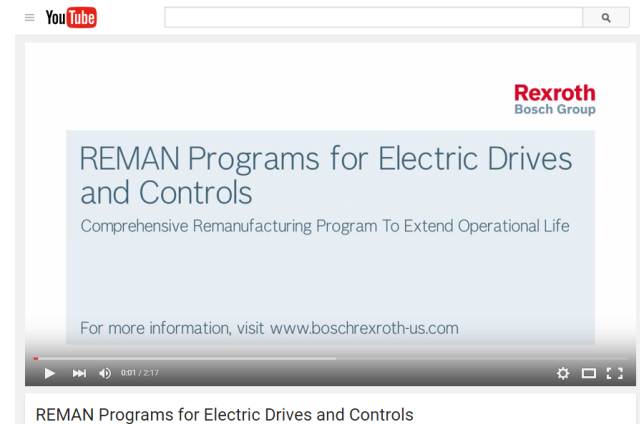 YouTube
Rexroth
Bosch Group
REMAN Programs for Electric Drives
and Controls
Comprehensive Remanufacturing Program To Extend Operational Life
For more information, visit www.boschrexroth-us.com
0:01 / 2:17
REMAN Programs for Electric Drives and Controls